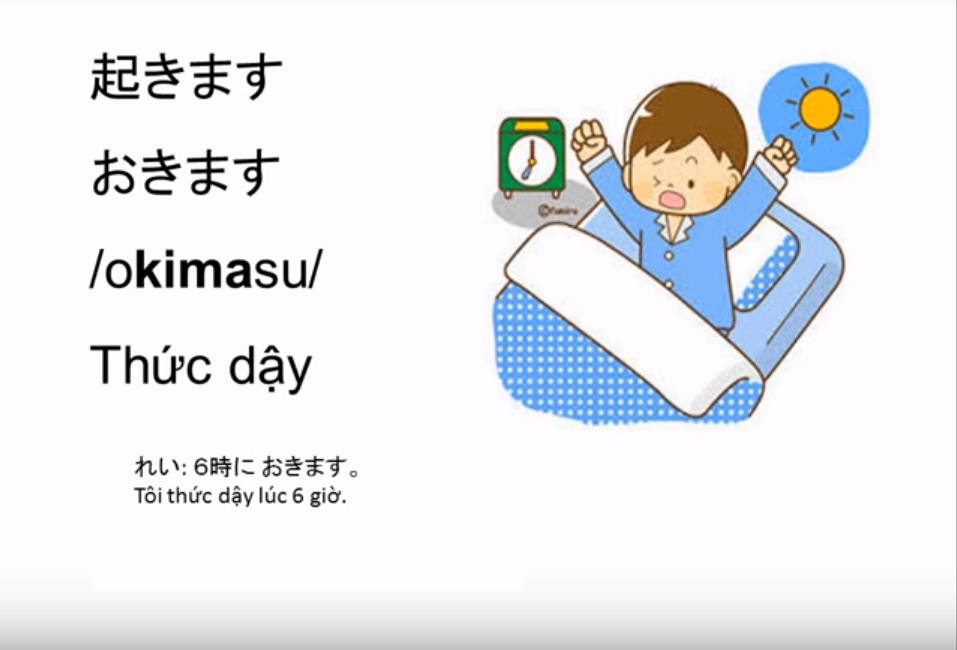 起きます
おきます
/okimasu/
Thức dậy
れい: 6時に おきます。
Tôi thức dậy lúc 6 giờ.